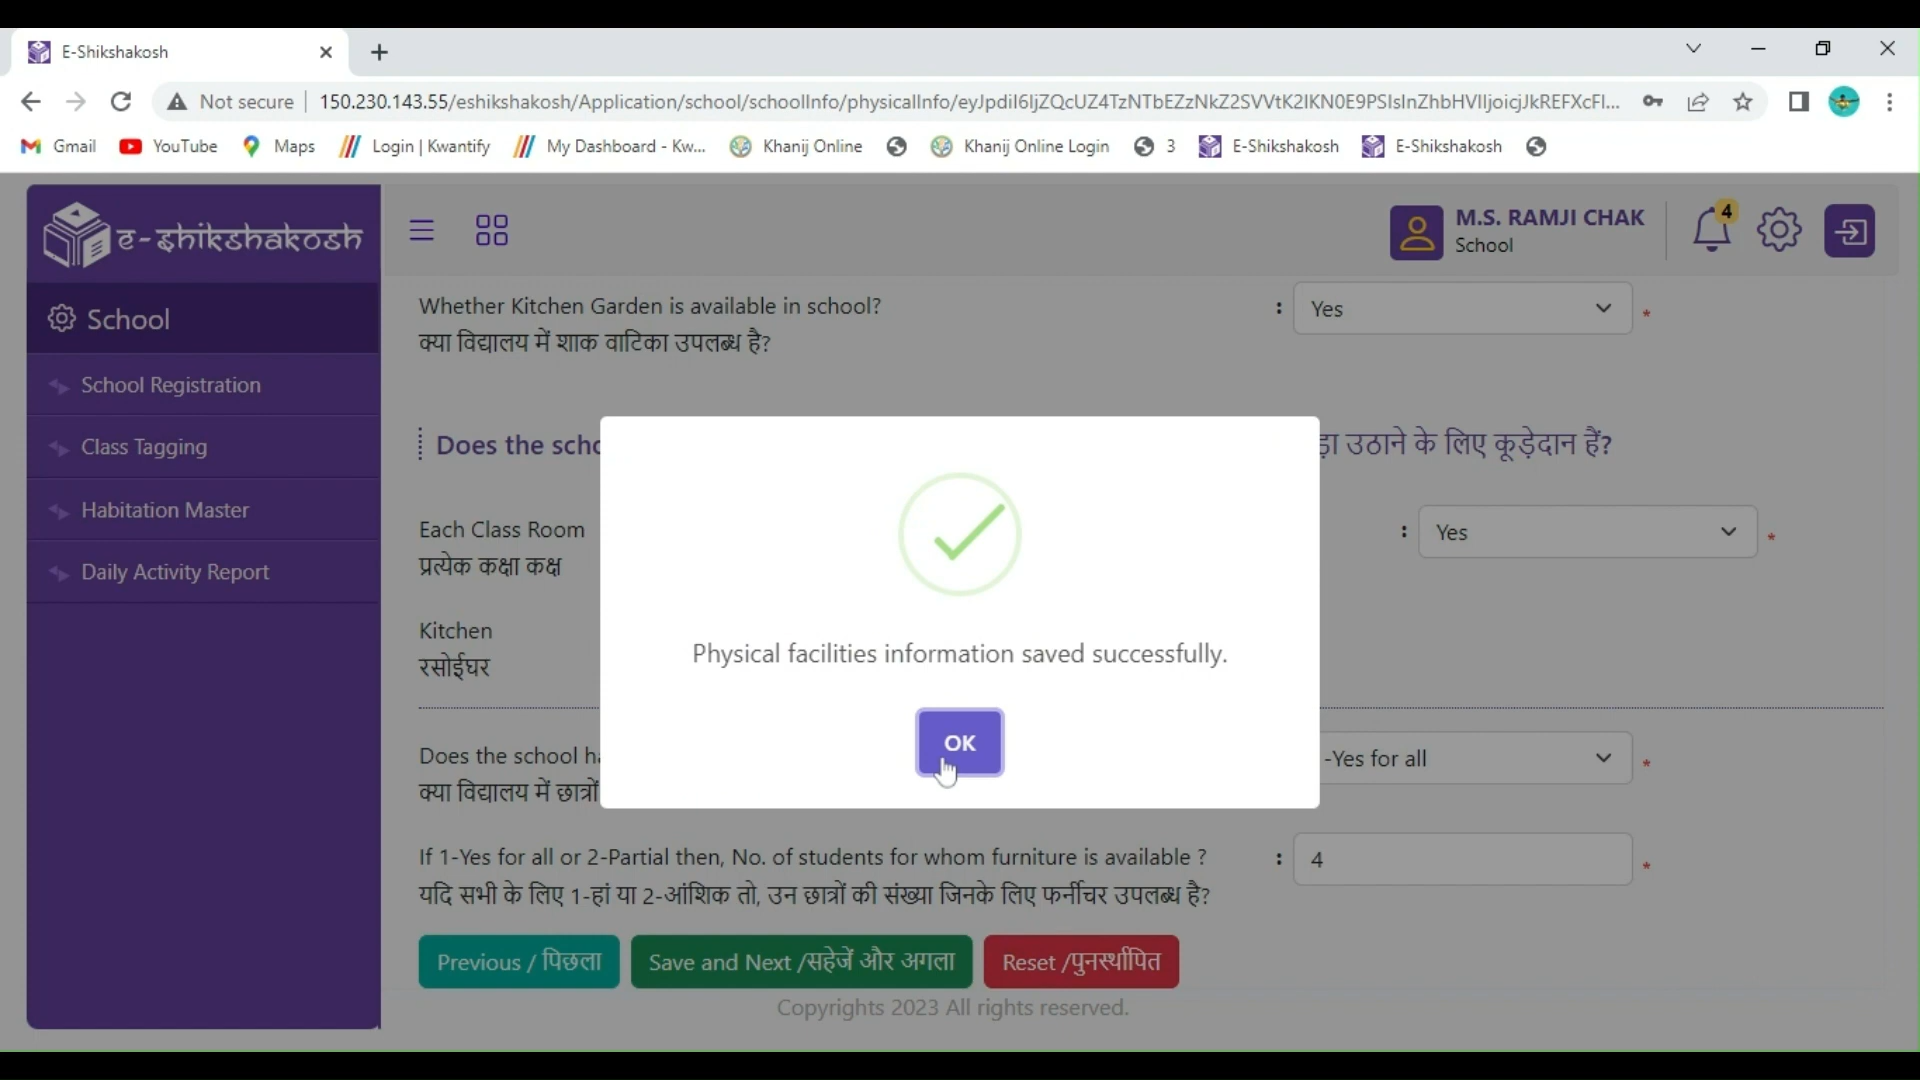 E-Shikshakosh
Not secure
150.230.143.55/eshikshakosh/Application/school/schoolInfo/physicalInfo/
Gmail
YouTube
Maps
Login | Kwantify
My Dashboard - Kw...
Khanij Online
Khanij Online Login
3
E-Shikshakosh
E-Shikshakosh
e-shikshakosh
M.S. RAMJI CHAK
School
4
School
School Registration
Class Tagging
Habitation Master
Daily Activity Report
Whether Kitchen Garden is available in school?
क्या विद्यालय में शाक वाटिका उपलब्ध है?
: Yes *
Does the scho
उठाने के लिए कूड़ेदान हैं?
Each Class Room
प्रत्येक कक्षा कक्ष
: Yes *
Kitchen
रसोईघर
Physical facilities information saved successfully.
OK
Does the school ha
क्या विद्यालय में छात्रों
-Yes for all *
If 1-Yes for all or 2-Partial then, No. of students for whom furniture is available ?
यदि सभी के लिए 1-हां या 2-आंशिक तो, उन छात्रों की संख्या जिनके लिए फर्नीचर उपलब्ध है?
: 4 *
Previous / पिछला
Save and Next /सहेजें और अगला
Reset /पुनर्स्थापित
Copyrights 2023 All rights reserved.